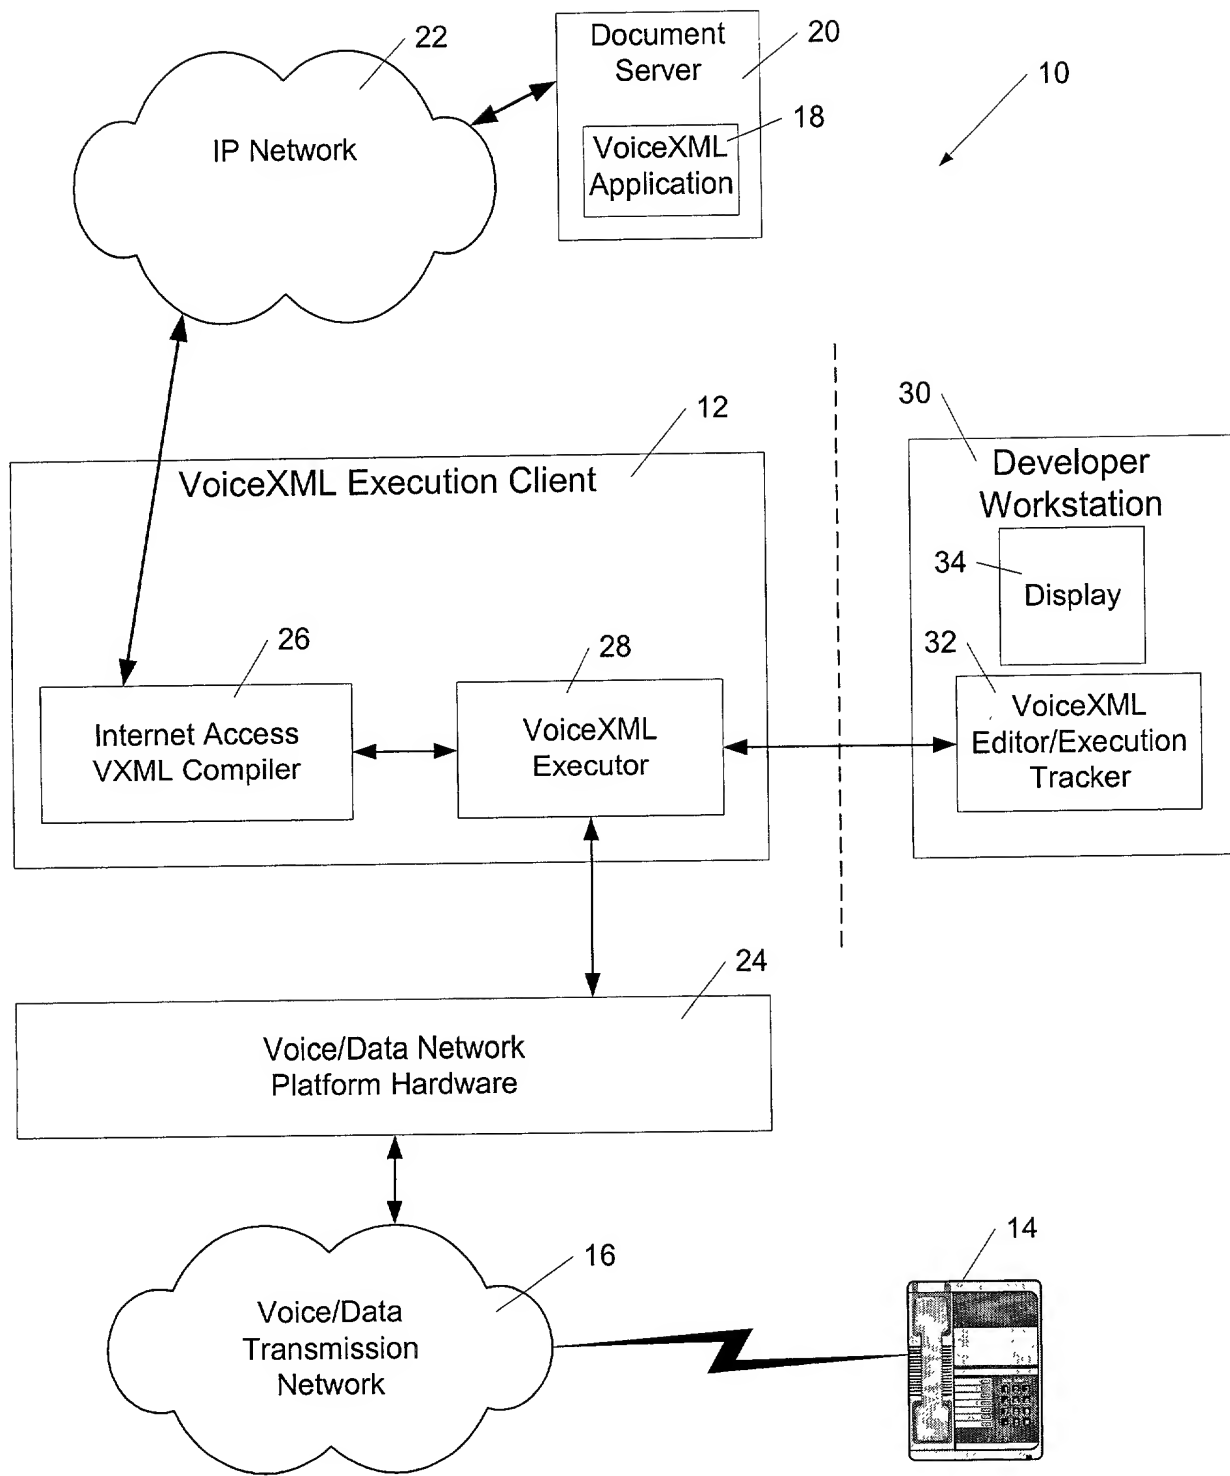 22
Document
Server
20
10
18
IP Network
VoiceXML
Application
12
30
VoiceXML Execution Client
Developer
Workstation
34
Display
26
28
32
Internet Access
VXML Compiler
VoiceXML
Executor
VoiceXML
Editor/Execution
Tracker
24
Voice/Data Network
Platform Hardware
16
14
Voice/Data
Transmission
Network